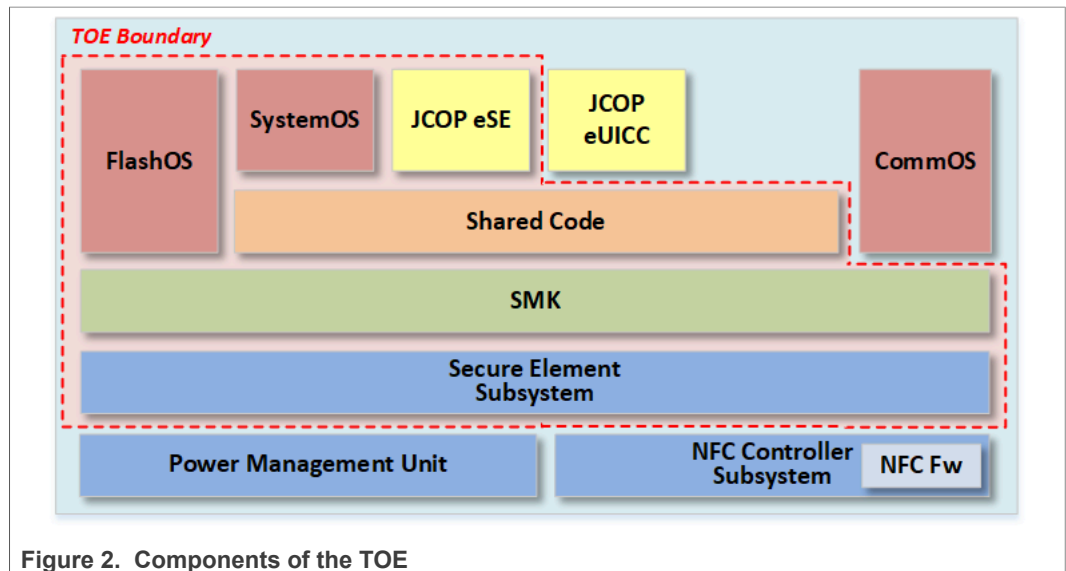 TOE Boundary
FlashOS
SystemOS
JCOP eSE
JCOP
eUICC
CommOS
Shared Code
SMK
Secure Element
Subsystem
Power Management Unit
NFC Controller
Subsystem
NFC Fw
Figure 2. Components of the TOE